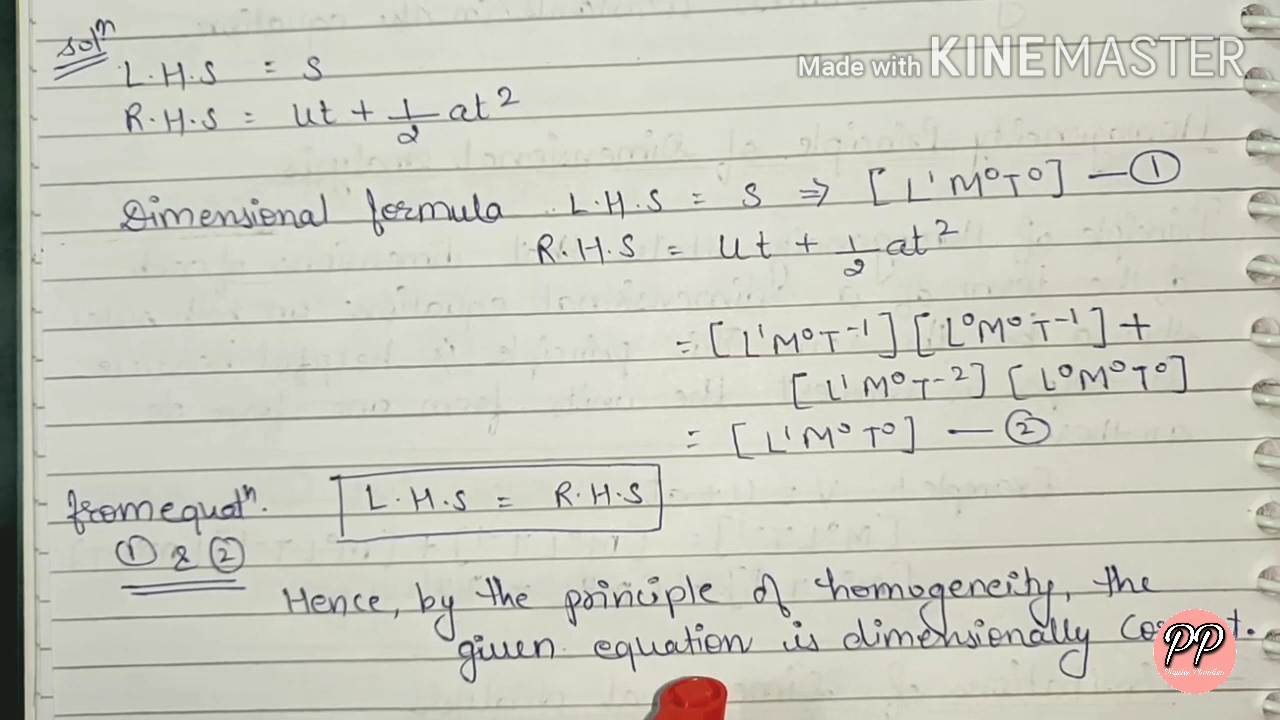 Solⁿ
Made with KINEMASTER
L.H.S = S
R.H.S = ut + 1/2 at²
Dimensional formula L.H.S = S ⇒ [L¹M⁰T⁰] — ①
R.H.S = ut + 1/2 at²
= [L¹M⁰T⁻¹] [L⁰M⁰T⁻¹] +
[L¹M⁰T⁻²] [L⁰M⁰T⁰]
= [L¹M⁰T⁰] — ②
from equatⁿ. L.H.S = R.H.S
① & ②
Hence, by the principle of homogeneity, the
given equation is dimensionally
PP